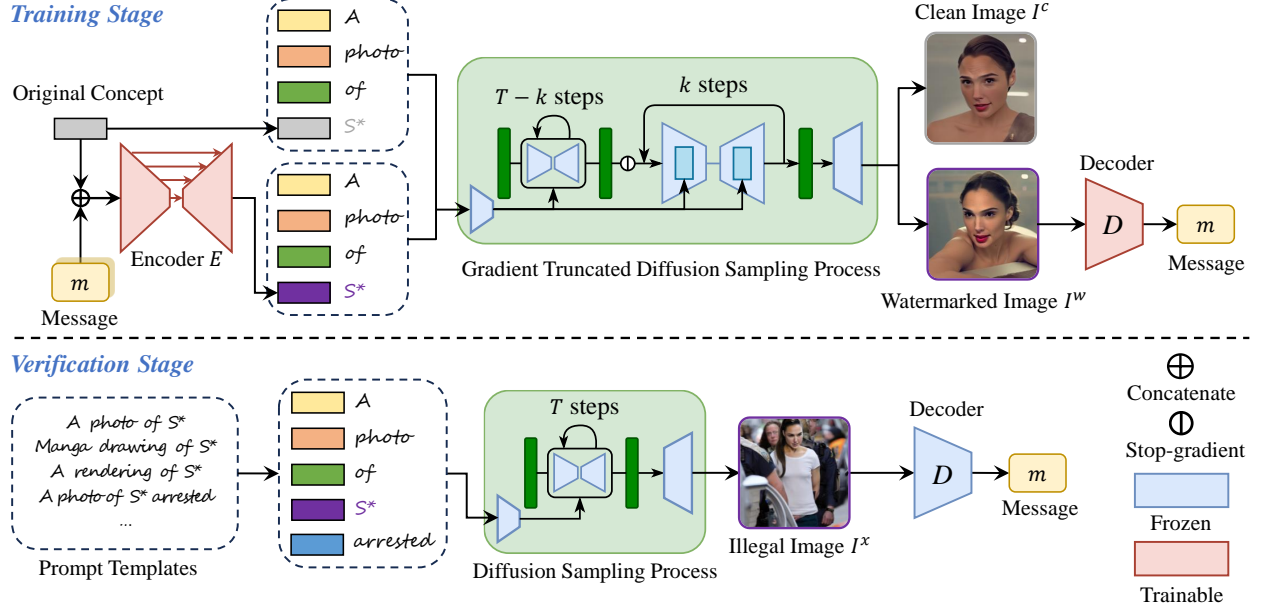 Training Stage
Original Concept
m
Message
Encoder E
A
photo
of
S*
A
photo
of
S*
T − k steps
k steps
Gradient Truncated Diffusion Sampling Process
Clean Image I^c
Watermarked Image I^w
Decoder
D
m
Message
Verification Stage
A photo of S*
Manga drawing of S*
A rendering of S*
A photo of S* arrested
...
Prompt Templates
A
photo
of
S*
arrested
T steps
Diffusion Sampling Process
Illegal Image I^x
Decoder
D
m
Message
Concatenate
Stop-gradient
Frozen
Trainable